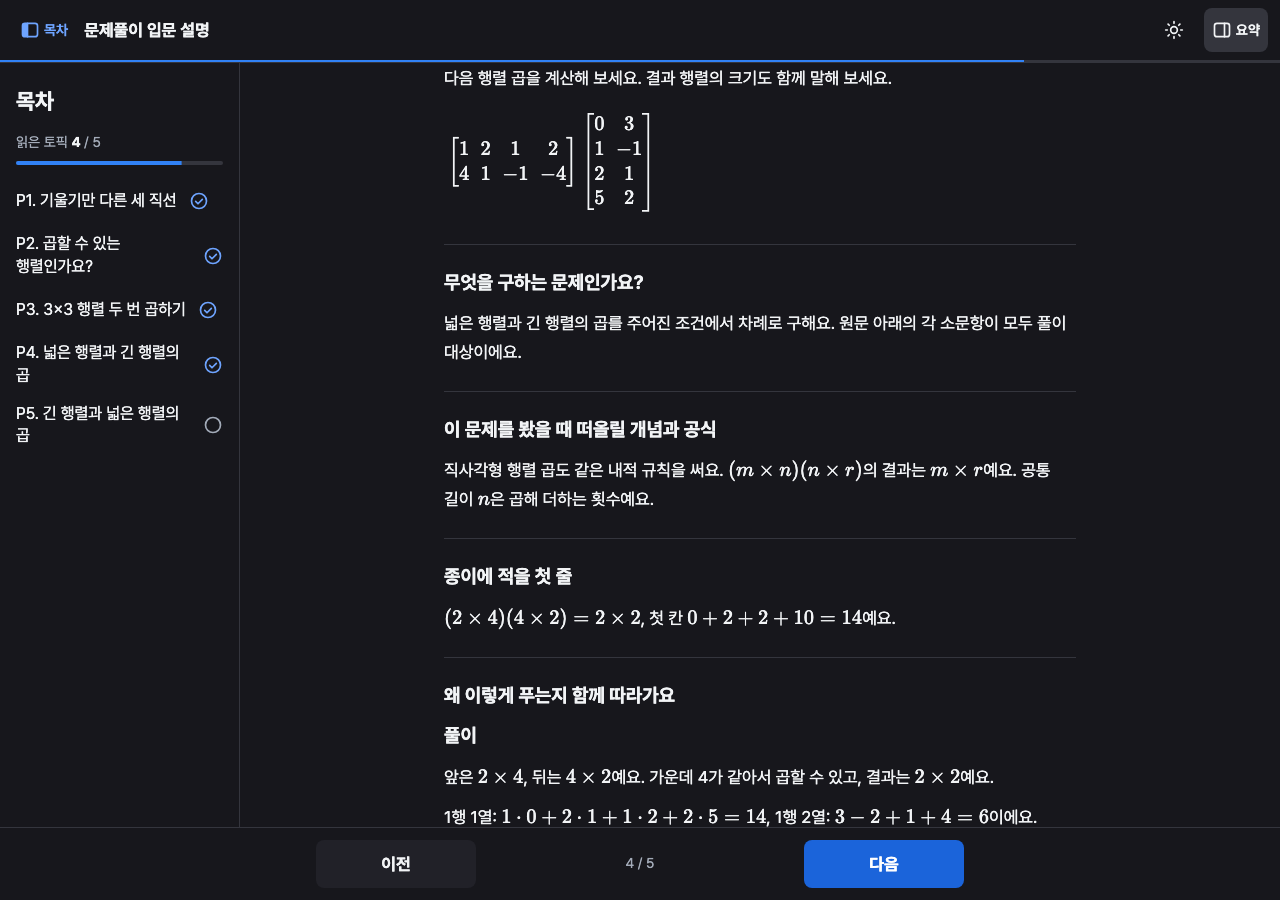 목차 문제풀이 입문 설명 요약
목차
읽은 토픽 4 / 5
P1. 기울기만 다른 세 직선
P2. 곱할 수 있는
행렬인가요?
P3. 3×3 행렬 두 번 곱하기
P4. 넓은 행렬과 긴 행렬의
곱
P5. 긴 행렬과 넓은 행렬의
곱
다음 행렬 곱을 계산해 보세요. 결과 행렬의 크기도 함께 말해 보세요.
0 3
1 2 1 2 1 −1
4 1 −1 −4 2 1
5 2
무엇을 구하는 문제인가요?
넓은 행렬과 긴 행렬의 곱를 주어진 조건에서 차례로 구해요. 원문 아래의 각 소문항이 모두 풀이
대상이에요.
이 문제를 봤을 때 떠올릴 개념과 공식
직사각형 행렬 곱도 같은 내적 규칙을 써요. (m × n)(n × r)의 결과는 m × r예요. 공통
길이 n은 곱해 더하는 횟수예요.
종이에 적을 첫 줄
(2 × 4)(4 × 2) = 2 × 2, 첫 칸 0 + 2 + 2 + 10 = 14예요.
왜 이렇게 푸는지 함께 따라가요
풀이
앞은 2 × 4, 뒤는 4 × 2예요. 가운데 4가 같아서 곱할 수 있고, 결과는 2 × 2예요.
1행 1열: 1 · 0 + 2 · 1 + 1 · 2 + 2 · 5 = 14, 1행 2열: 3 − 2 + 1 + 4 = 6이에요.
이전 4 / 5 다음